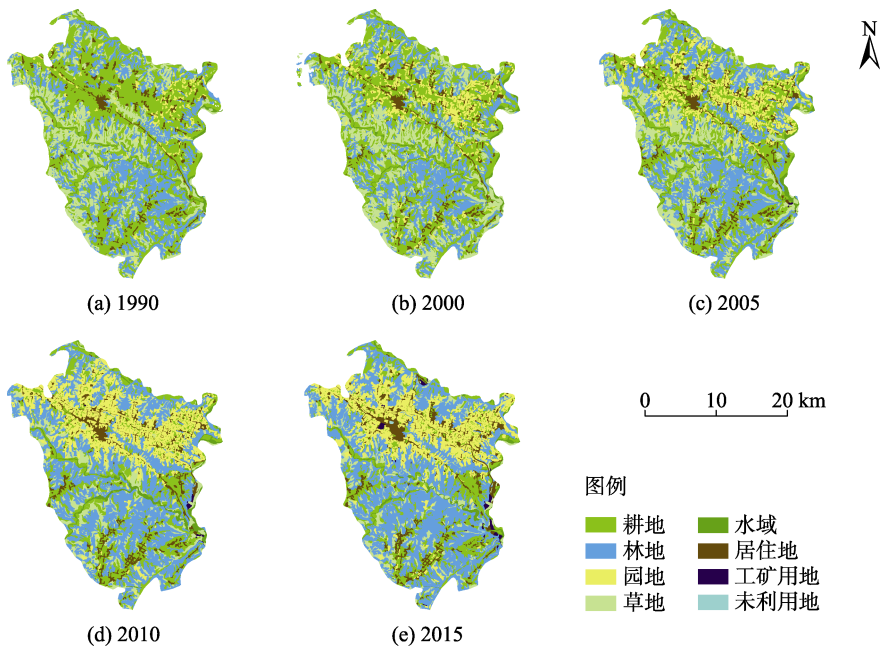 N
(a) 1990
(b) 2000
(c) 2005
(d) 2010
(e) 2015
0 10 20 km
图例
耕地 水域
林地 居住地
园地 工矿用地
草地 未利用地